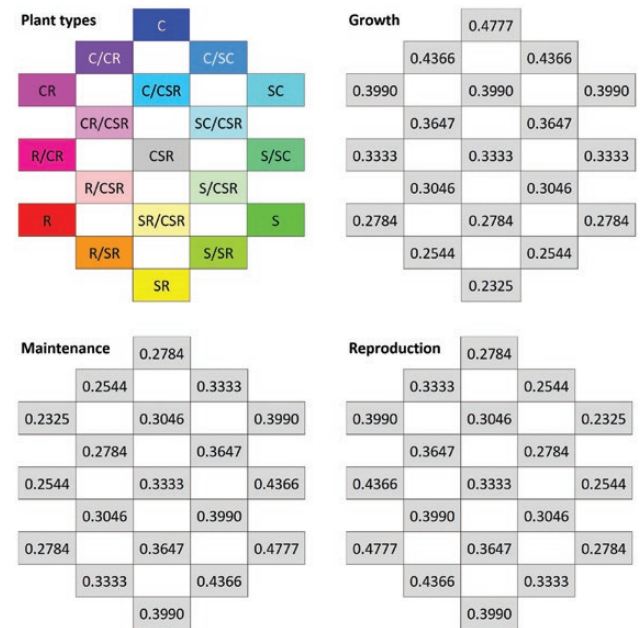 Plant types
C
C/CR C/SC
CR C/CSR SC
CR/CSR SC/CSR
R/CR CSR S/SC
R/CSR S/CSR
R SR/CSR S
R/SR S/SR
SR
Growth
0.4777
0.4366 0.4366
0.3990 0.3990 0.3990
0.3647 0.3647
0.3333 0.3333 0.3333
0.3046 0.3046
0.2784 0.2784 0.2784
0.2544 0.2544
0.2325
Maintenance
0.2784
0.2544 0.3333
0.2325 0.3046 0.3990
0.2784 0.3647
0.2544 0.3333 0.4366
0.3046 0.3990
0.2784 0.3647 0.4777
0.3333 0.4366
0.3990
Reproduction
0.2784
0.3333 0.2544
0.3990 0.3046 0.2325
0.3647 0.2784
0.4366 0.3333 0.2544
0.3990 0.3046
0.4777 0.3647 0.2784
0.4366 0.3333
0.3990